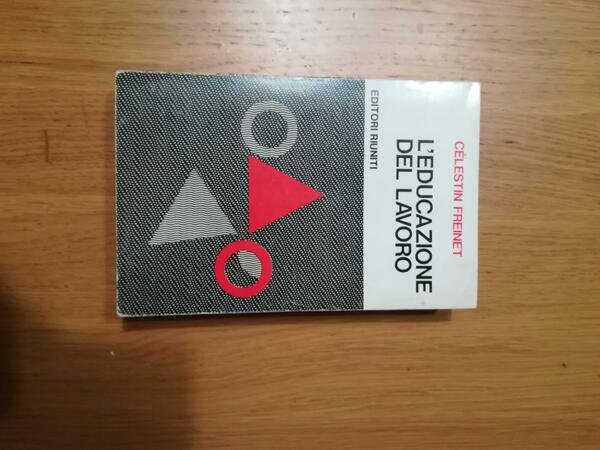 CÉLESTIN FREINET
L'EDUCAZIONE
DEL LAVORO
EDITORI RIUNITI